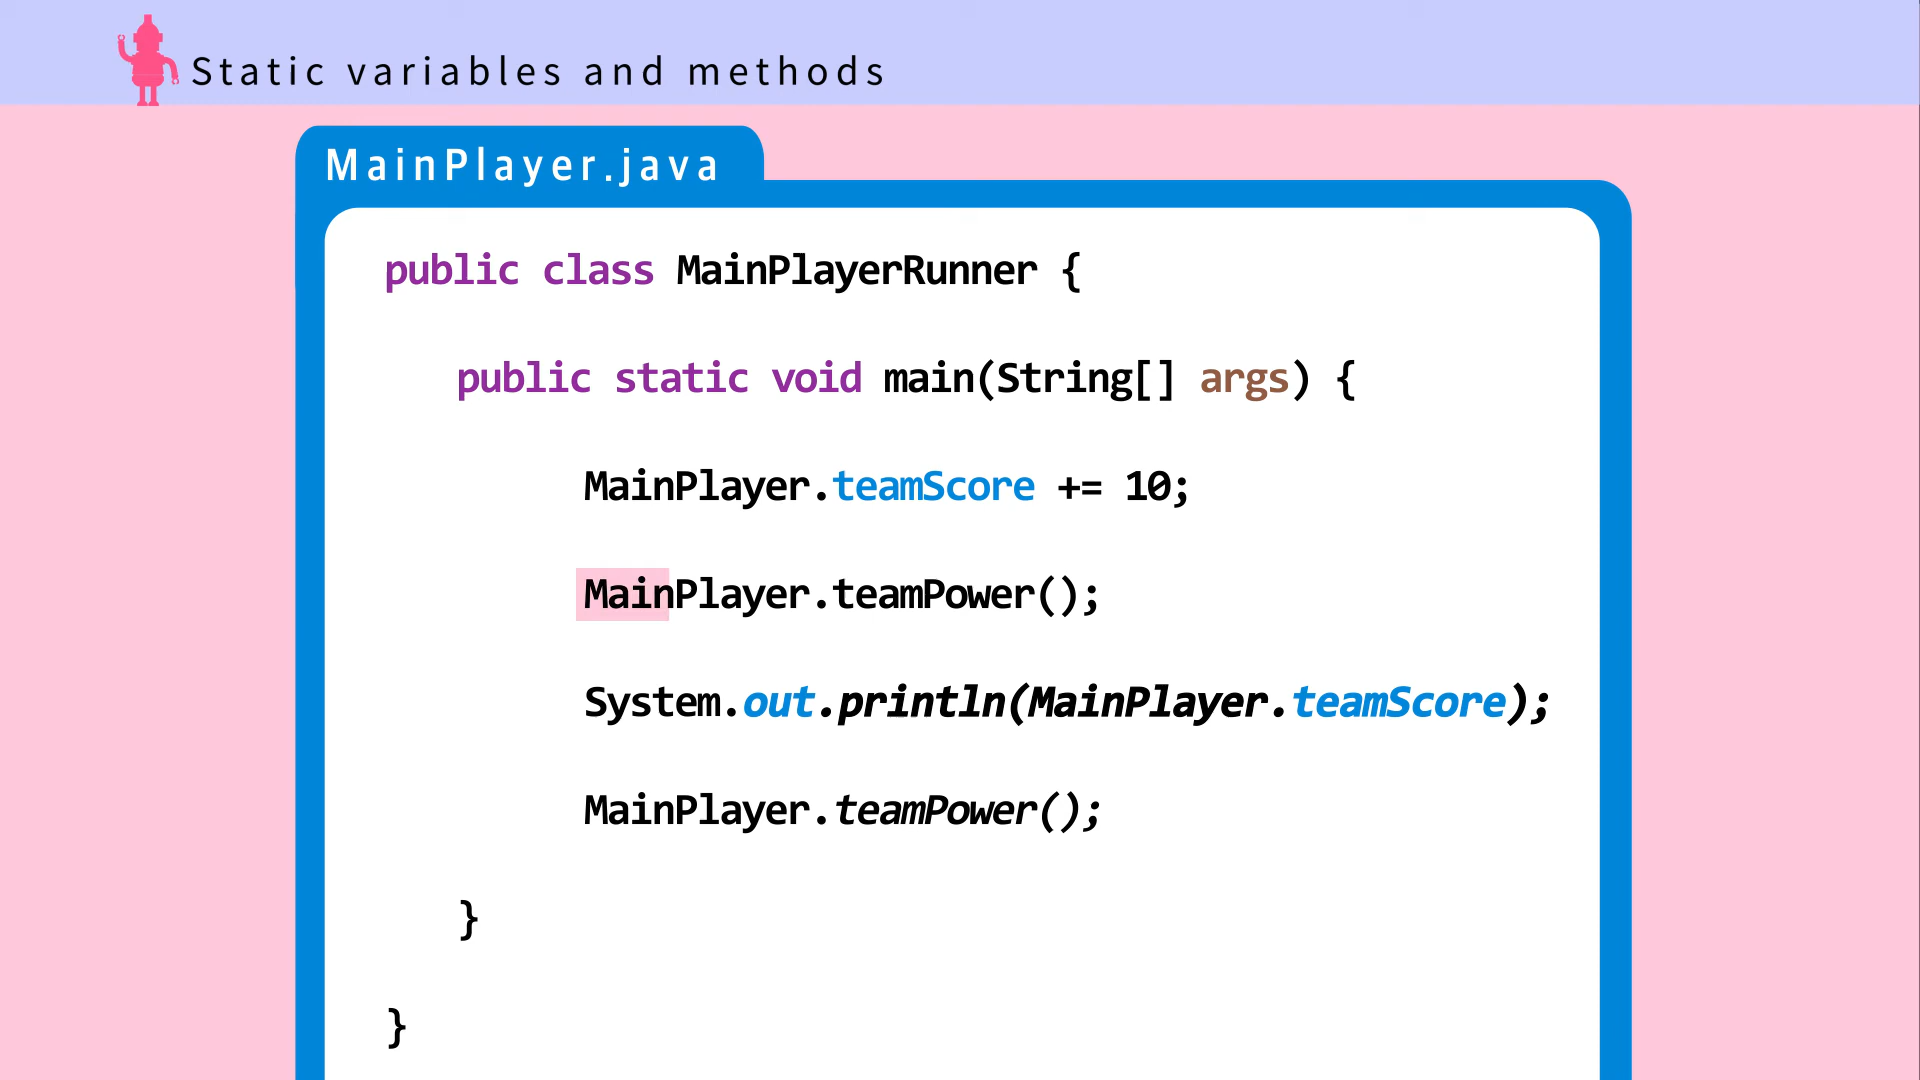 Static variables and methods
MainPlayer.java
public class MainPlayerRunner {
public static void main(String[] args) {
MainPlayer.teamScore += 10;
MainPlayer.teamPower();
System.out.println(MainPlayer.teamScore);
MainPlayer.teamPower();
}
}